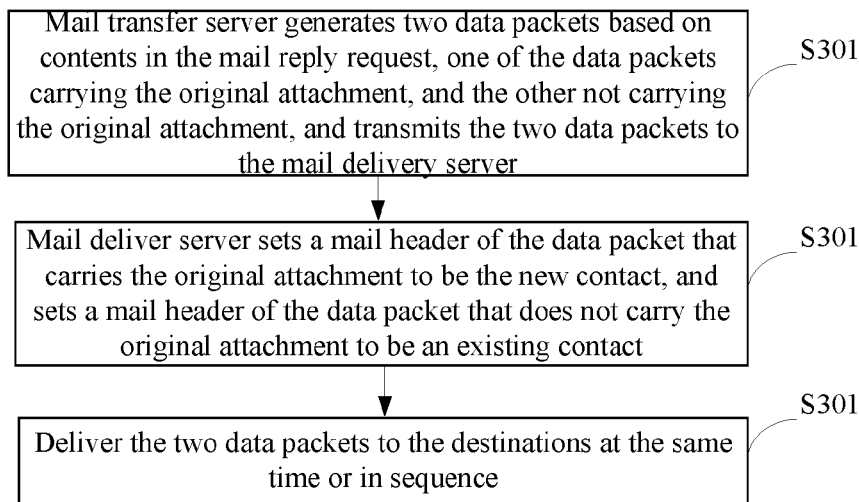 Mail transfer server generates two data packets based on
contents in the mail reply request, one of the data packets
carrying the original attachment, and the other not carrying
the original attachment, and transmits the two data packets to
the mail delivery server
S301
Mail deliver server sets a mail header of the data packet that
carries the original attachment to be the new contact, and
sets a mail header of the data packet that does not carry the
original attachment to be an existing contact
S301
Deliver the two data packets to the destinations at the same
time or in sequence
S301